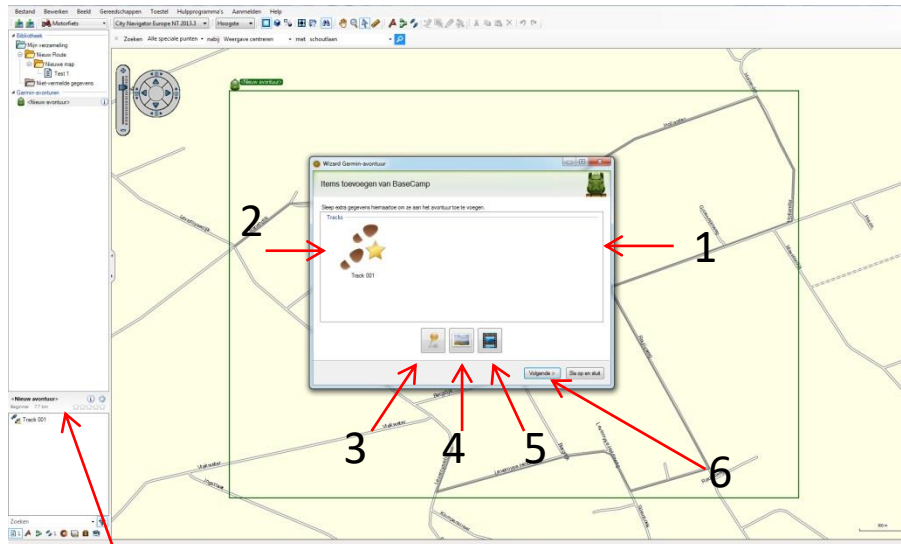 Bestand Bewerken Beeld Gereedschappen Toestel Hulpprogramma's Aanmelden Help
Motorfiets City Navigator Europe NT 2013.3 Hoogste
Bibliotheek
Mijn verzameling
Nieuw Route
Nieuwe map
Test 1
Niet-vermelde gegevens
Garmin-avonturen
<Nieuw avontuur>
Zoeken Alle speciale punten nabij Weergave centreren met schoutlaan
<Nieuw avontuur>
Wizard Garmin-avontuur
Items toevoegen van BaseCamp
Sleep extra gegevens hiernaartoe om ze aan het avontuur toe te voegen.
Tracks
Track 001
2
1
Volgende >
Sla op en sluit
3
4
5
6
<Nieuw avontuur>
Beginner 7.7 km
Track 001
Zoeken